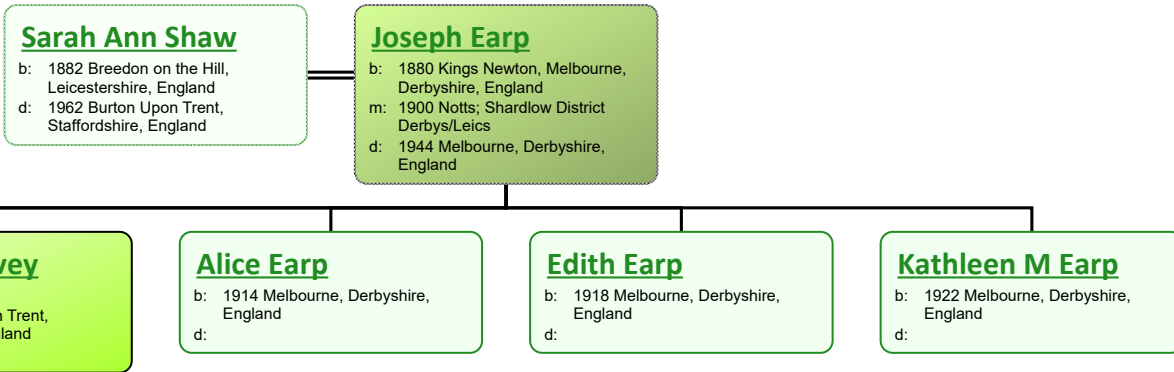 Sarah Ann Shaw
b: 1882 Breedon on the Hill,
Leicestershire, England
d: 1962 Burton Upon Trent,
Staffordshire, England
Joseph Earp
b: 1880 Kings Newton, Melbourne,
Derbyshire, England
m: 1900 Notts; Shardlow District
Derbys/Leics
d: 1944 Melbourne, Derbyshire,
England
vey
Trent,
land
Alice Earp
b: 1914 Melbourne, Derbyshire,
England
d:
Edith Earp
b: 1918 Melbourne, Derbyshire,
England
d:
Kathleen M Earp
b: 1922 Melbourne, Derbyshire,
England
d: